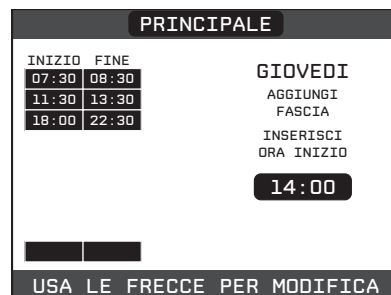 PRINCIPALE
INIZIO FINE
07:30 08:30
11:30 13:30
18:00 22:30
GIOVEDI
AGGIUNGI
FASCIA
INSERISCI
ORA INIZIO
14:00
USA LE FRECCE PER MODIFICA